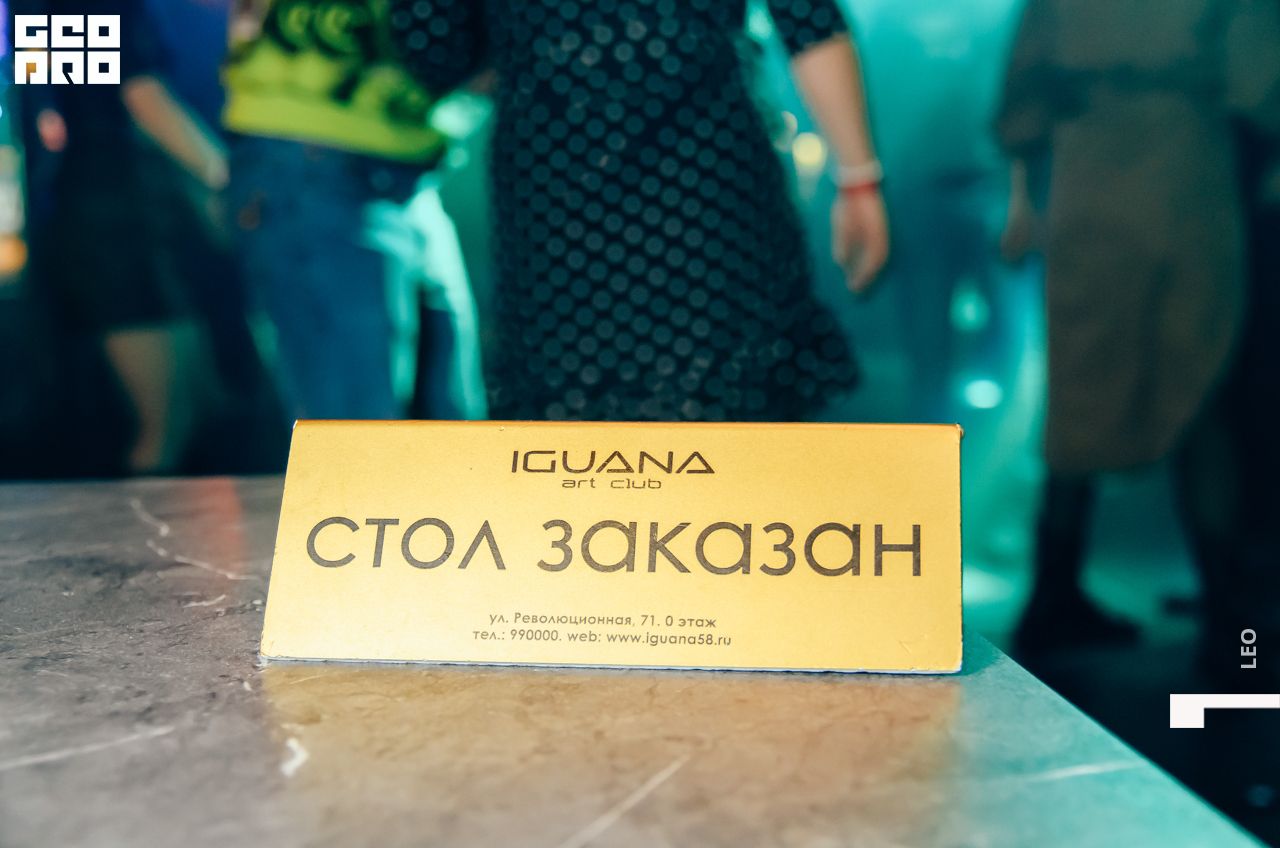 GEO
PRO
IGUANA
art club
стол заказан
ул. Революционная, 71. 0 этаж
тел.: 990000. web: www.iguana58.ru
LEO